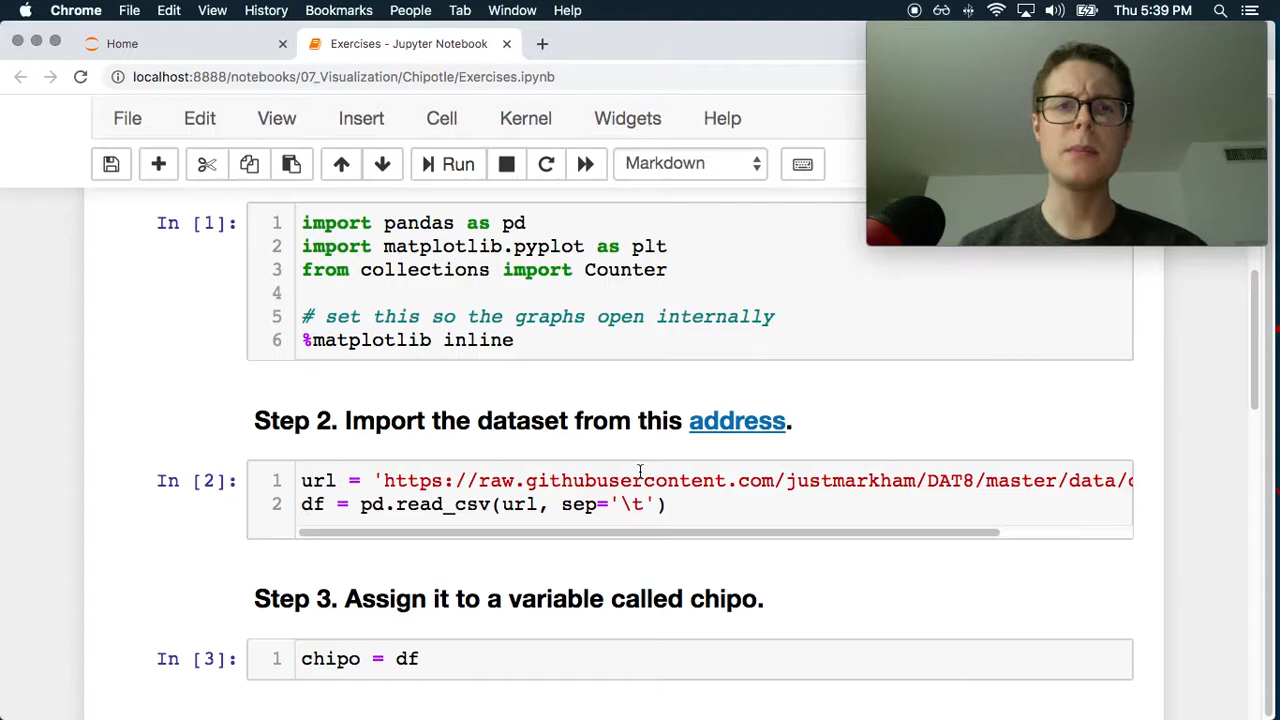 Chrome File Edit View History Bookmarks People Tab Window Help Thu 5:39 PM
Home Exercises - Jupyter Notebook
localhost:8888/notebooks/07_Visualization/Chipotle/Exercises.ipynb
File Edit View Insert Cell Kernel Widgets Help
Run Markdown
In [1]: 1 import pandas as pd
2 import matplotlib.pyplot as plt
3 from collections import Counter
4
5 # set this so the graphs open internally
6 %matplotlib inline
Step 2. Import the dataset from this address.
In [2]: 1 url = 'https://raw.githubusercontent.com/justmarkham/DAT8/master/data/
2 df = pd.read_csv(url, sep='\t')
Step 3. Assign it to a variable called chipo.
In [3]: 1 chipo = df